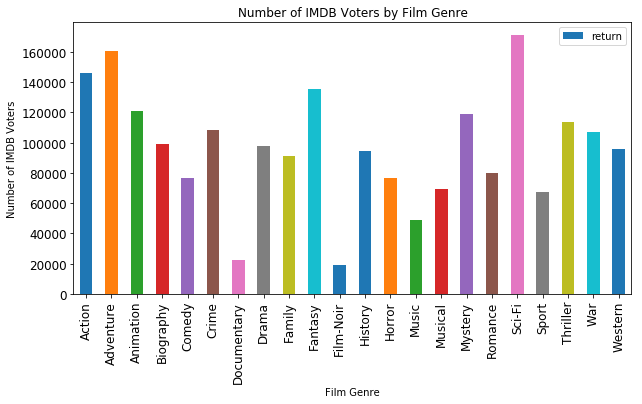 Number of IMDB Voters by Film Genre
return
Number of IMDB Voters
160000
140000
120000
100000
80000
60000
40000
20000
0
Action
Adventure
Animation
Biography
Comedy
Crime
Documentary
Drama
Family
Fantasy
Film-Noir
History
Horror
Music
Musical
Mystery
Romance
Sci-Fi
Sport
Thriller
War
Western
Film Genre